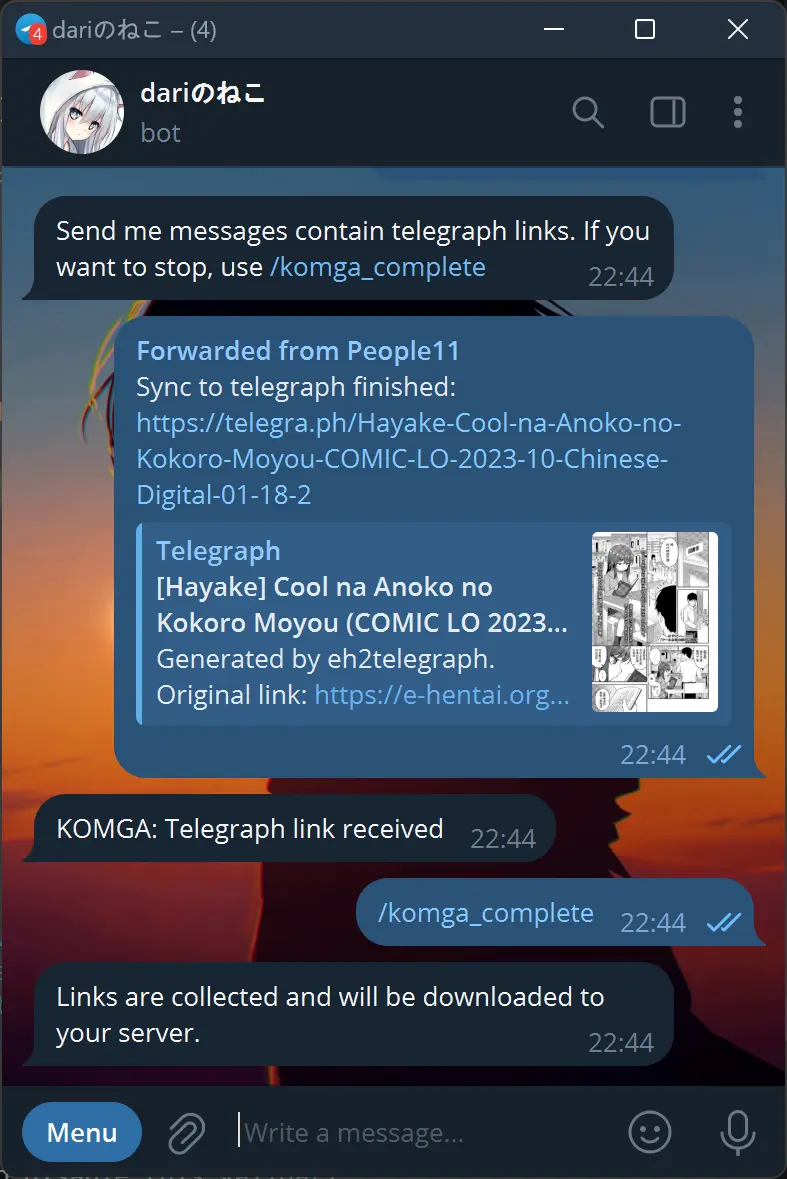 4
dariのねこ – (4)
dariのねこ
bot
Send me messages contain telegraph links. If you
want to stop, use /komga_complete
22:44
Forwarded from People11
Sync to telegraph finished:
https://telegra.ph/Hayake-Cool-na-Anoko-no-
Kokoro-Moyou-COMIC-LO-2023-10-Chinese-
Digital-01-18-2
Telegraph
[Hayake] Cool na Anoko no
Kokoro Moyou (COMIC LO 2023...
Generated by eh2telegraph.
Original link: https://e-hentai.org...
22:44
KOMGA: Telegraph link received 22:44
/komga_complete 22:44
Links are collected and will be downloaded to
your server.
22:44
Menu
Write a message...